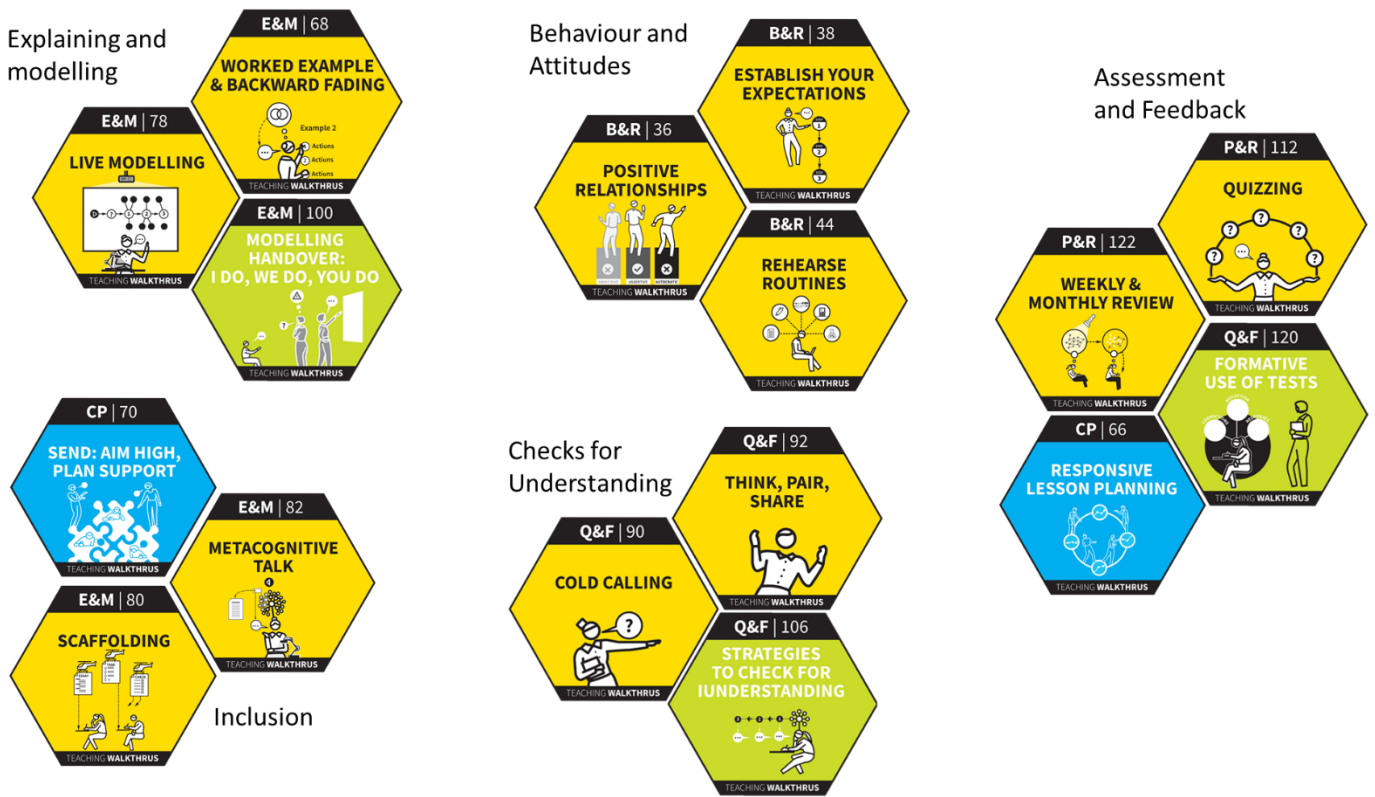 Explaining and
modelling
E&M | 68
WORKED EXAMPLE
& BACKWARD FADING
Example 2
Actions
Actions
Actions
TEACHING WALKTHRUS
E&M | 78
LIVE MODELLING
TEACHING WALKTHRUS
E&M | 100
MODELLING
HANDOVER:
I DO, WE DO, YOU DO
TEACHING WALKTHRUS
Behaviour and
Attitudes
B&R | 38
ESTABLISH YOUR
EXPECTATIONS
TEACHING WALKTHRUS
B&R | 36
POSITIVE
RELATIONSHIPS
TEACHING WALKTHRUS
B&R | 44
REHEARSE
ROUTINES
TEACHING WALKTHRUS
Assessment
and Feedback
P&R | 112
QUIZZING
TEACHING WALKTHRUS
P&R | 122
WEEKLY &
MONTHLY REVIEW
TEACHING WALKTHRUS
Q&F | 120
FORMATIVE
USE OF TESTS
TEACHING WALKTHRUS
CP | 66
RESPONSIVE
LESSON PLANNING
TEACHING WALKTHRUS
CP | 70
SEND: AIM HIGH,
PLAN SUPPORT
TEACHING WALKTHRUS
E&M | 82
METACOGNITIVE
TALK
TEACHING WALKTHRUS
E&M | 80
SCAFFOLDING
TEACHING WALKTHRUS
Inclusion
Checks for
Understanding
Q&F | 92
THINK, PAIR,
SHARE
TEACHING WALKTHRUS
Q&F | 90
COLD CALLING
?
TEACHING WALKTHRUS
Q&F | 106
STRATEGIES
TO CHECK FOR
IUNDERSTANDING
TEACHING WALKTHRUS